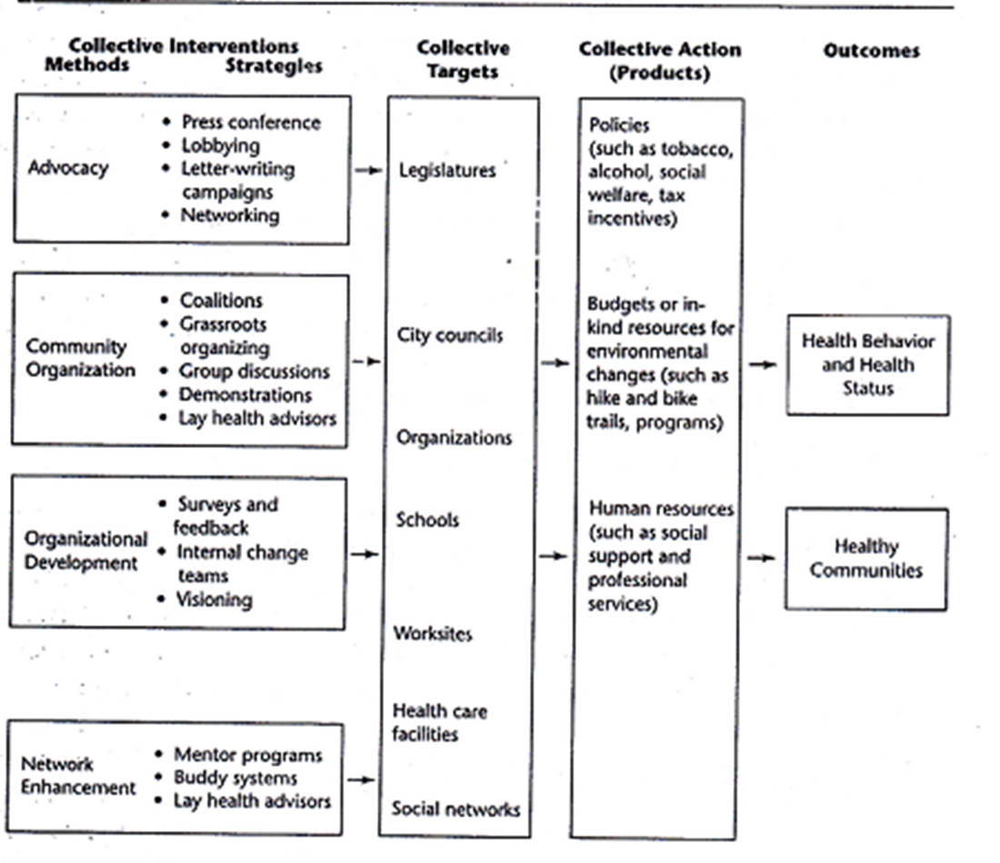 Collective Interventions
Methods Strategies
Collective
Targets
Collective Action
(Products)
Outcomes
Advocacy
• Press conference
• Lobbying
• Letter-writing
campaigns
• Networking
Community
Organization
• Coalitions
• Grassroots
organizing
• Group discussions
• Demonstrations
• Lay health advisors
Organizational
Development
• Surveys and
feedback
• Internal change
teams
• Visioning
Network
Enhancement
• Mentor programs
• Buddy systems
• Lay health advisors
Legislatures
City councils
Organizations
Schools
Worksites
Health care
facilities
Social networks
Policies
(such as tobacco,
alcohol, social
welfare, tax
incentives)
Budgets or in-
kind resources for
environmental
changes (such as
hike and bike
trails, programs)
Human resources
(such as social
support and
professional
services)
Health Behavior
and Health
Status
Healthy
Communities